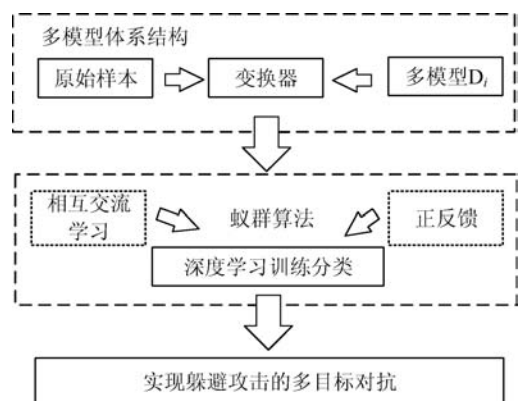 多模型体系结构
原始样本 变换器 多模型Di
相互交流
学习
蚁群算法 正反馈
深度学习训练分类
实现躲避攻击的多目标对抗